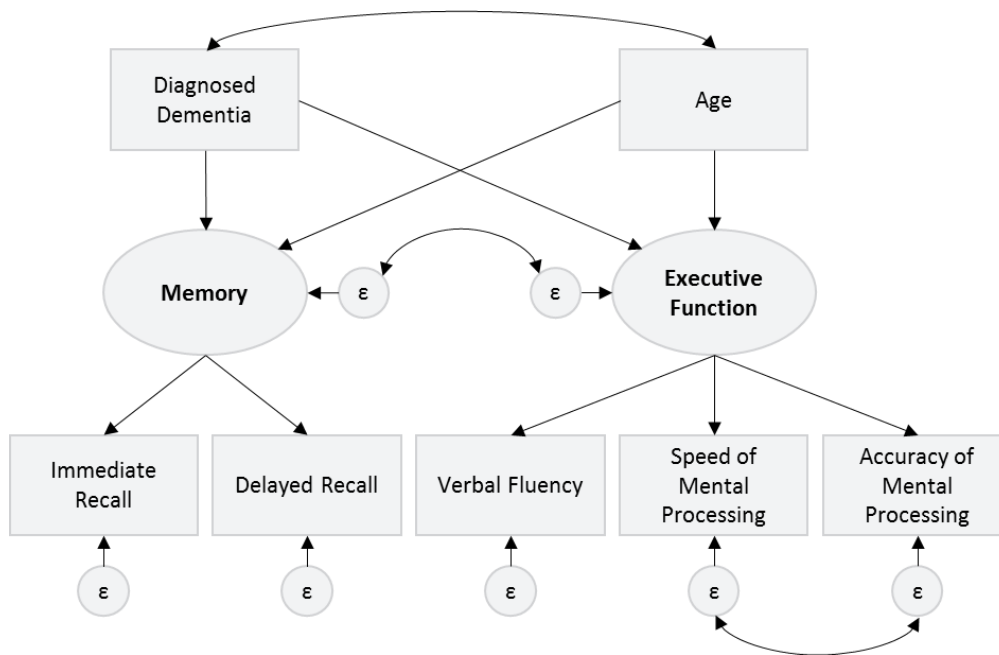 Diagnosed
Dementia
Age
Memory
ε
ε
Executive
Function
Immediate
Recall
Delayed Recall
Verbal Fluency
Speed of
Mental
Processing
Accuracy of
Mental
Processing
ε
ε
ε
ε
ε